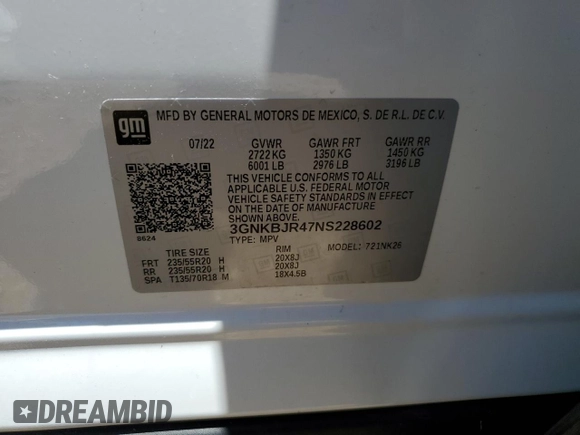 gm
MFD BY GENERAL MOTORS DE MEXICO, S. DE R.L. DE C.V.
07/22 GVWR GAWR FRT GAWR RR
2722 KG 1350 KG 1450 KG
6001 LB 2976 LB 3196 LB
THIS VEHICLE CONFORMS TO ALL
APPLICABLE U.S. FEDERAL MOTOR
VEHICLE SAFETY STANDARDS IN EFFECT
ON THE DATE OF MANUFACTURE
SHOWN ABOVE.
3GNKBJR47NS228602
8624 TYPE: MPV MODEL: 721NK26
TIRE SIZE RIM
FRT 235/55R20 H 20X8J
RR 235/55R20 H 20X8J
SPA T135/70R18 M 18X4.5B
DREAMBID